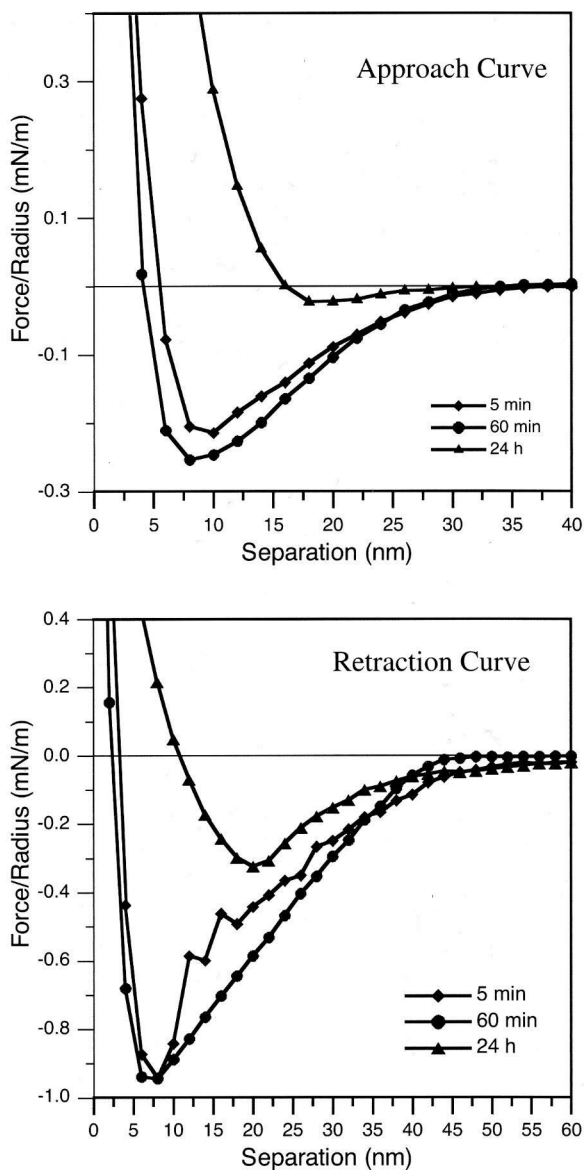 Approach Curve
Force/Radius (mN/m)
0.3
0.1
-0.1
-0.3
5 min
60 min
24 h
0 5 10 15 20 25 30 35 40
Separation (nm)
Retraction Curve
Force/Radius (mN/m)
0.4
0.2
0.0
-0.2
-0.4
-0.6
-0.8
-1.0
5 min
60 min
24 h
0 5 10 15 20 25 30 35 40 45 50 55 60
Separation (nm)